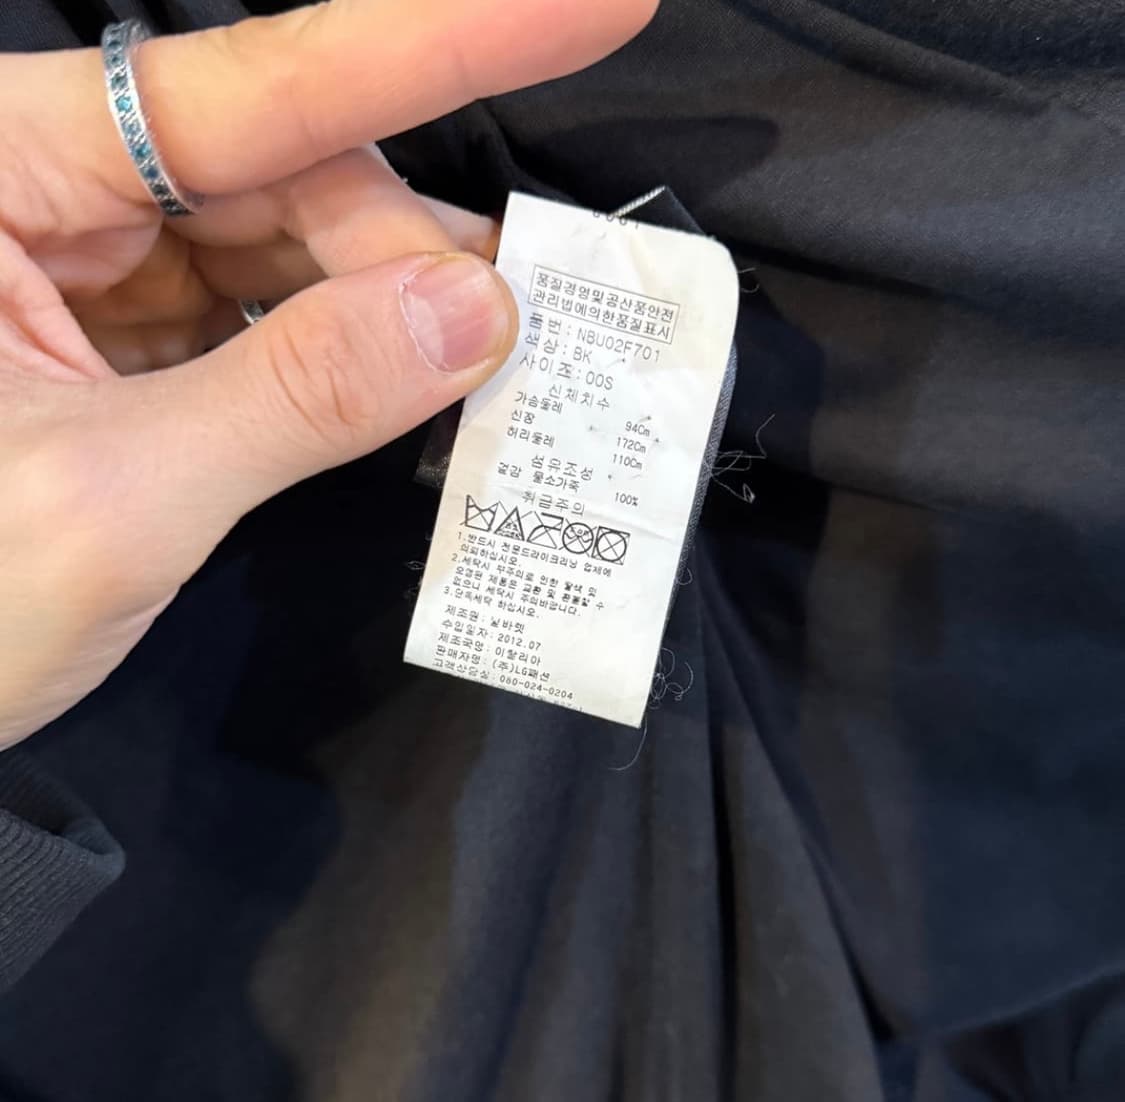 0001
품질경영및공산품안전
관리법에의한품질표시
품번 : NBU02F701
색상 : BK
사이즈 : 00S
신체치수
가슴둘레 94Cm
신장 172Cm
허리둘레 110Cm
섬유조성
겉감 물소가죽 100%
취급주의
1.반드시 전문드라이크리닝 업체에
의뢰하십시오.
2.세탁시 부주의로 인한 탈색 및
오염된 제품은 교환 및 환불할 수
없으니 세탁시 주의바랍니다.
3.단독세탁 하십시오.
제조원 : 닐바렛
수입일자 : 2012.07
제조국명 : 이탈리아
판매자명 : (주)LG패션
고객상담실 : 080-024-0204